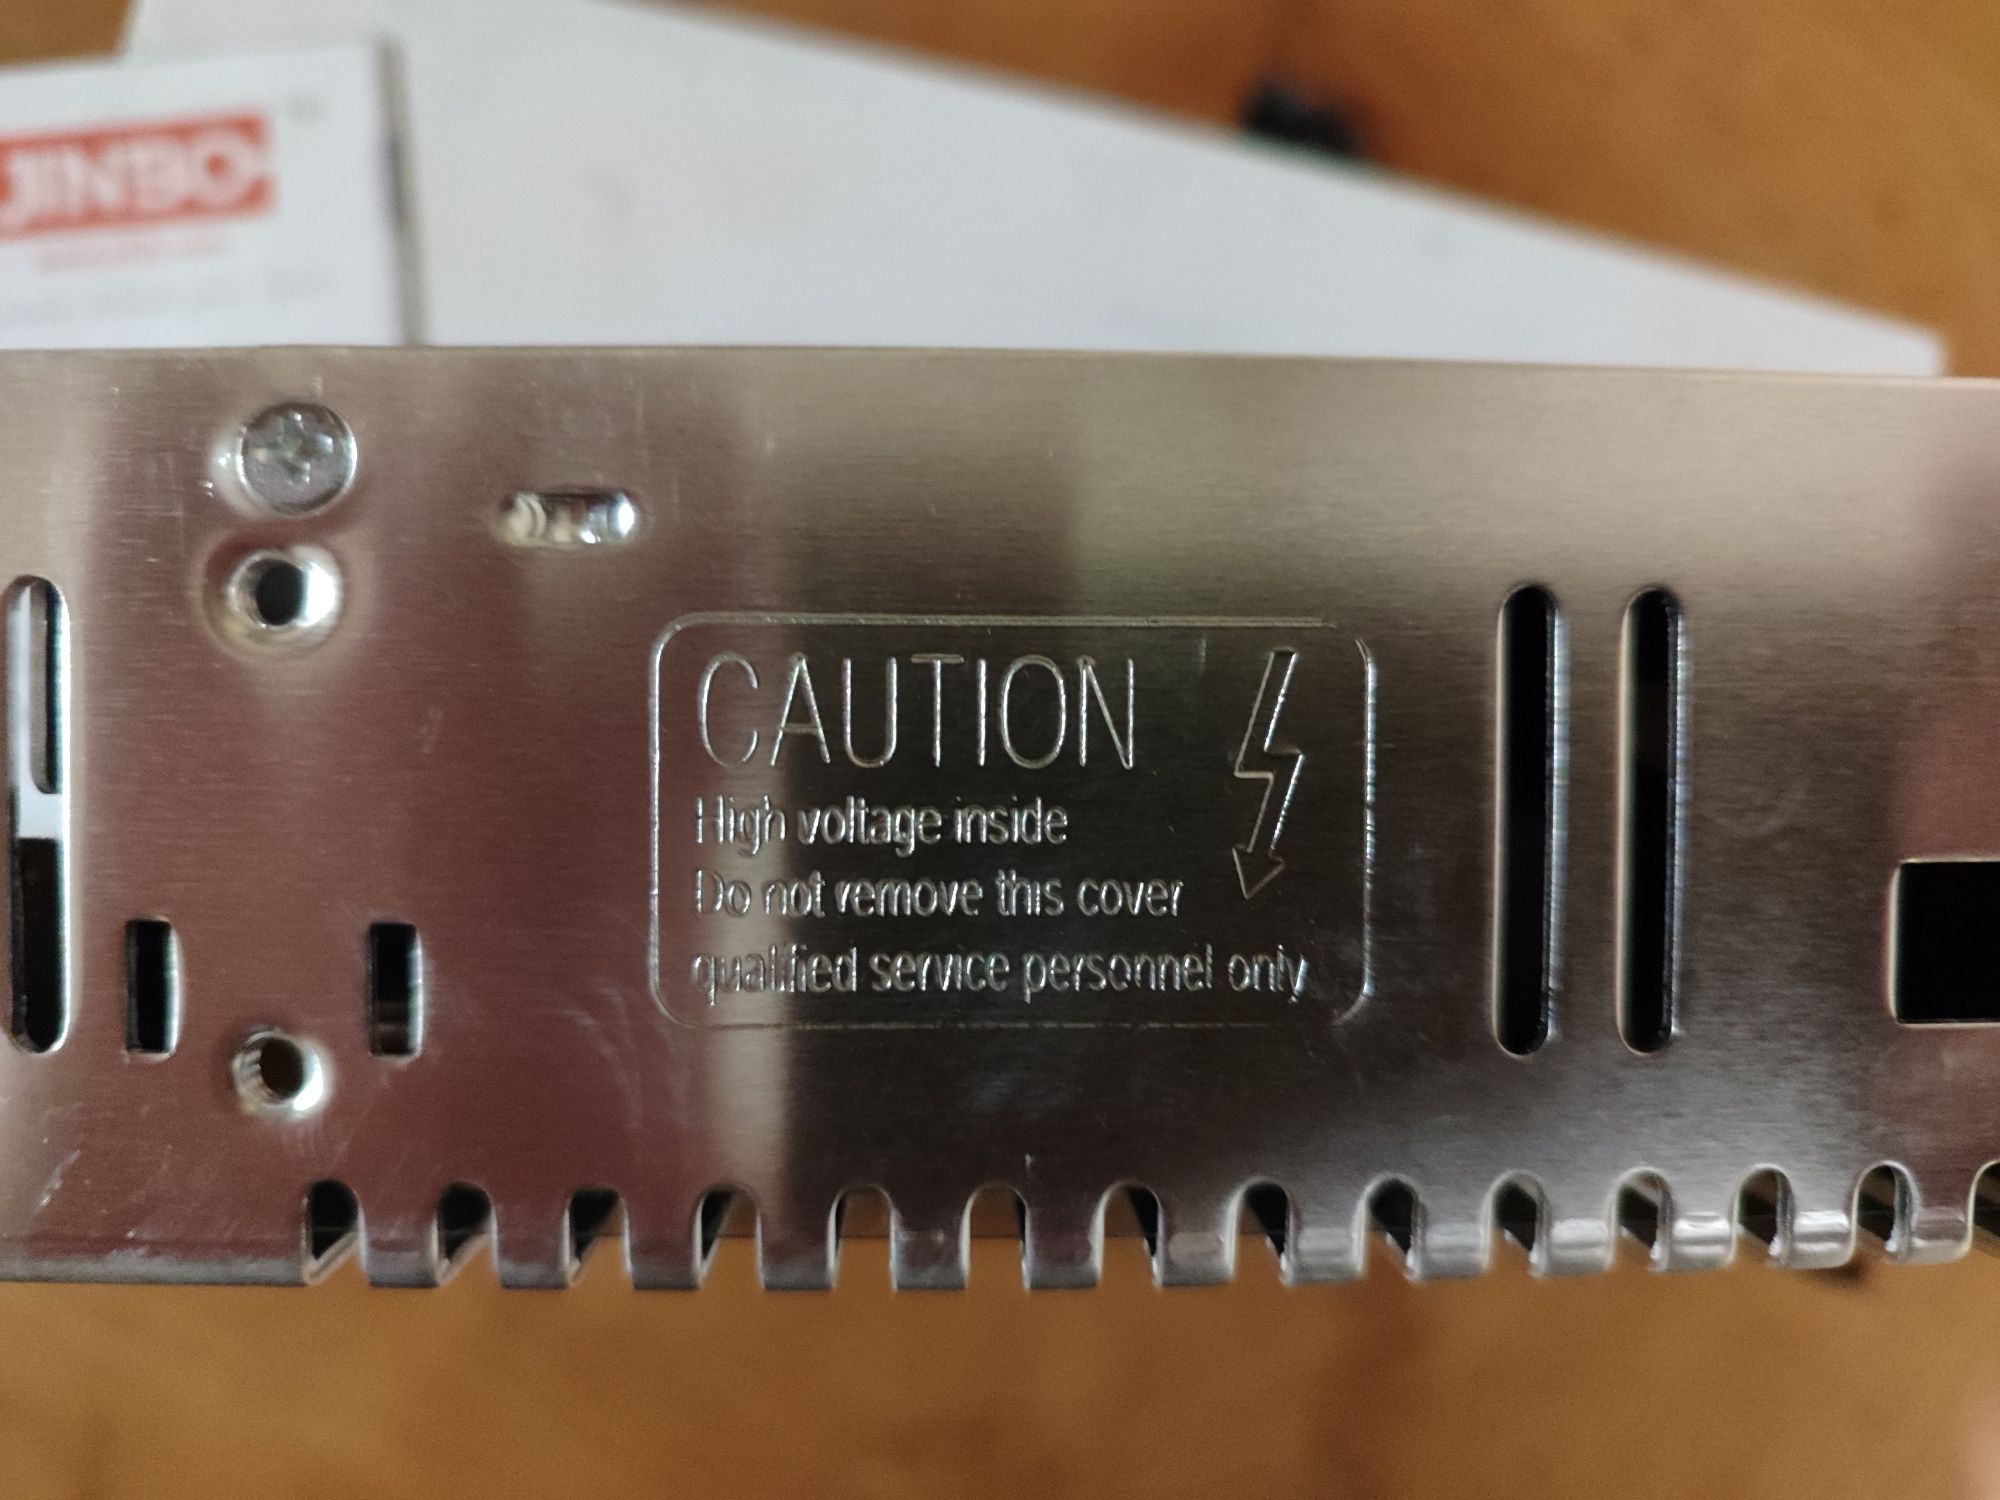 JINBO
CAUTION
High voltage inside
Do not remove this cover
qualified service personnel only